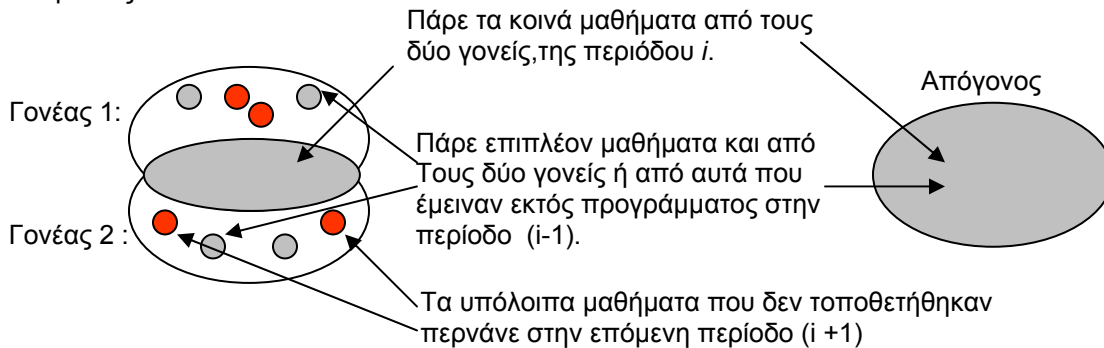 Πάρε τα κοινά μαθήματα από τους
δύο γονείς,της περιόδου i.
Απόγονος
Γονέας 1:
Πάρε επιπλέον μαθήματα και από
Τους δύο γονείς ή από αυτά που
έμειναν εκτός προγράμματος στην
περίοδο (i-1).
Γονέας 2 :
Τα υπόλοιπα μαθήματα που δεν τοποθετήθηκαν
περνάνε στην επόμενη περίοδο (i +1)